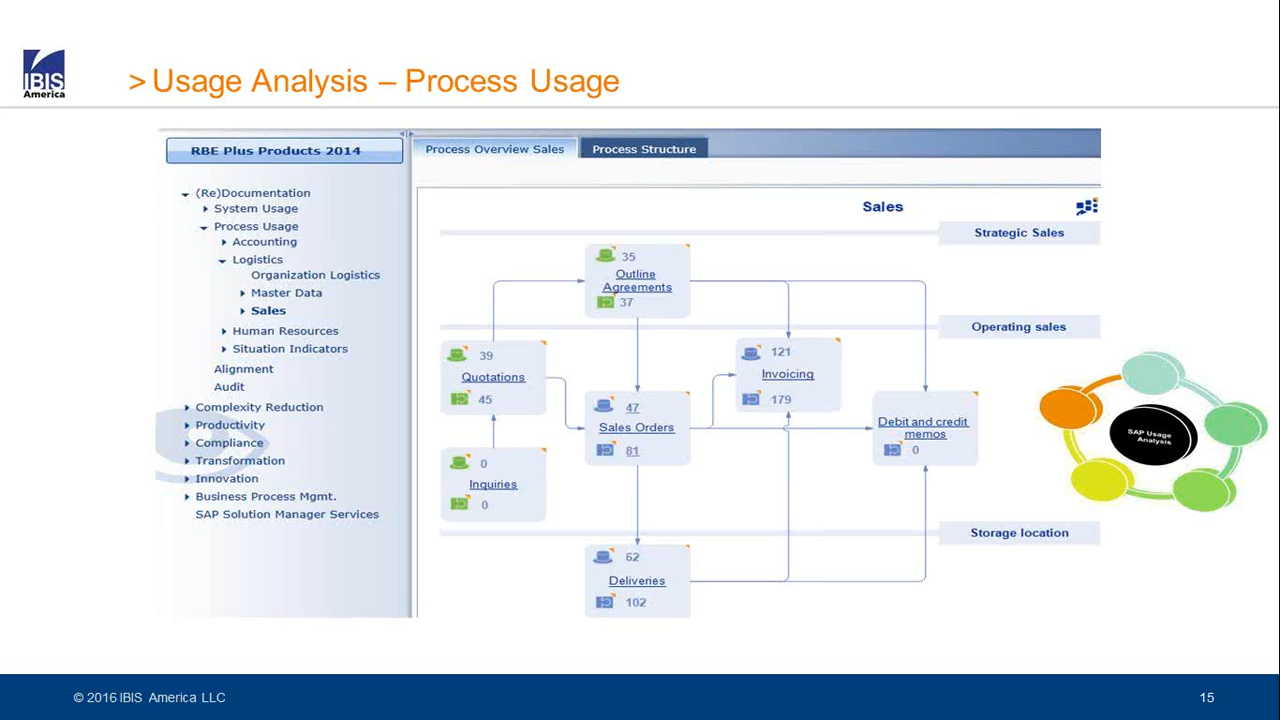 IBIS
America
> Usage Analysis – Process Usage
RBE Plus Products 2014
(Re)Documentation
System Usage
Process Usage
Accounting
Logistics
Organization Logistics
Master Data
Sales
Human Resources
Situation Indicators
Alignment
Audit
Complexity Reduction
Productivity
Compliance
Transformation
Innovation
Business Process Mgmt.
SAP Solution Manager Services
Process Overview Sales
Process Structure
Sales
Strategic Sales
35
Outline
Agreements
37
Operating sales
39
Quotations
45
121
Invoicing
179
47
Sales Orders
81
Debit and credit
memos
0
0
Inquiries
0
Storage location
62
Deliveries
102
SAP Usage
Analysis
© 2016 IBIS America LLC
15